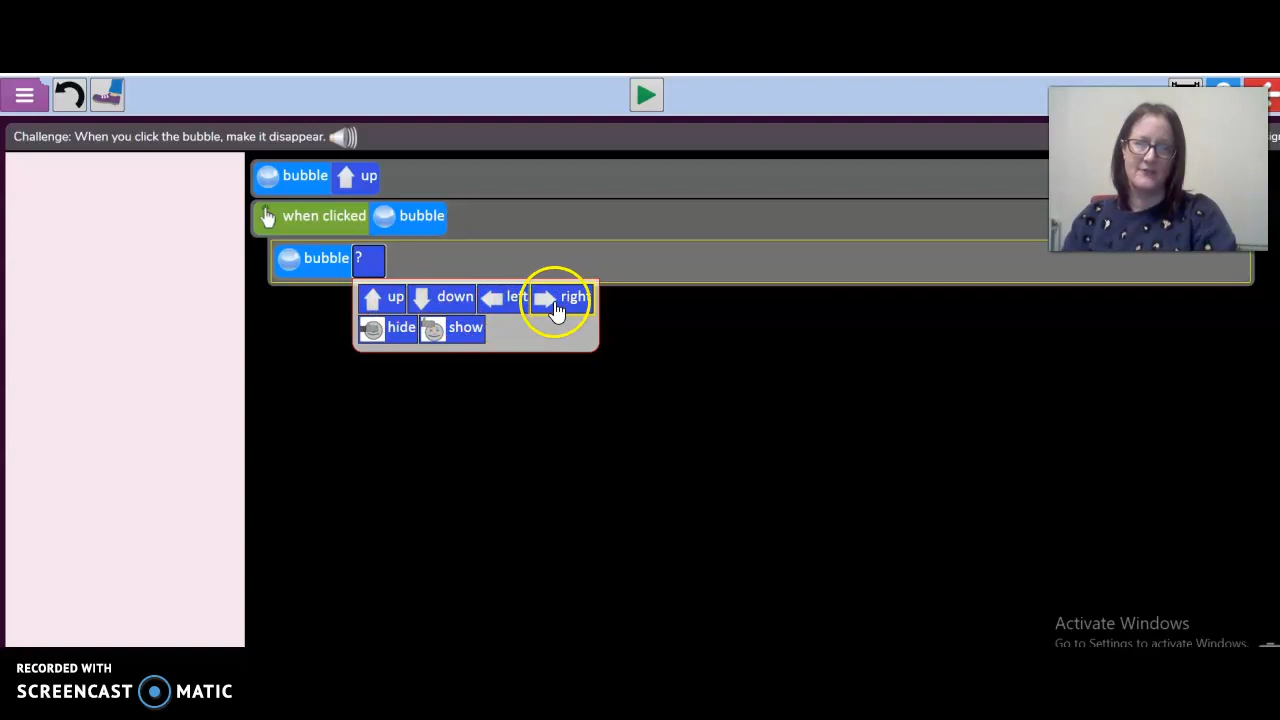 Challenge: When you click the bubble, make it disappear.
bubble up
when clicked bubble
bubble ?
up down left right
hide show
Activate Windows
Go to Settings to activate Windows.
RECORDED WITH
SCREENCAST MATIC